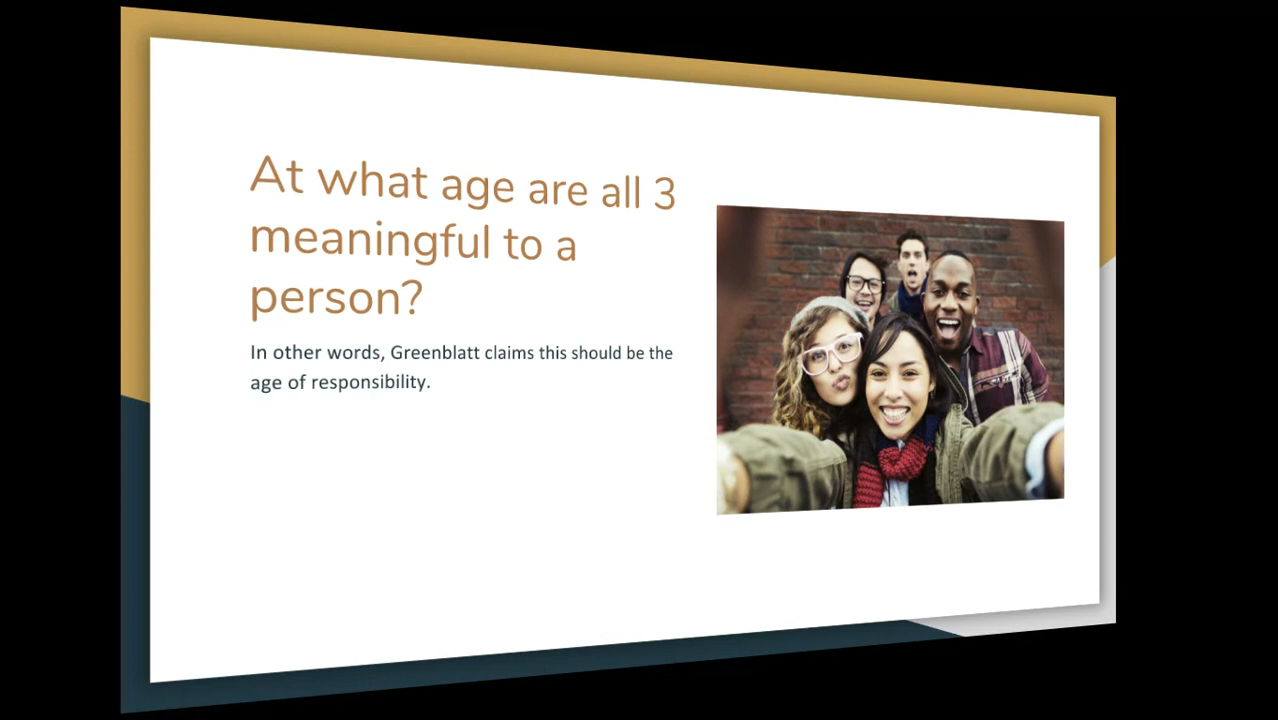 At what age are all 3
meaningful to a
person?
In other words, Greenblatt claims this should be the
age of responsibility.